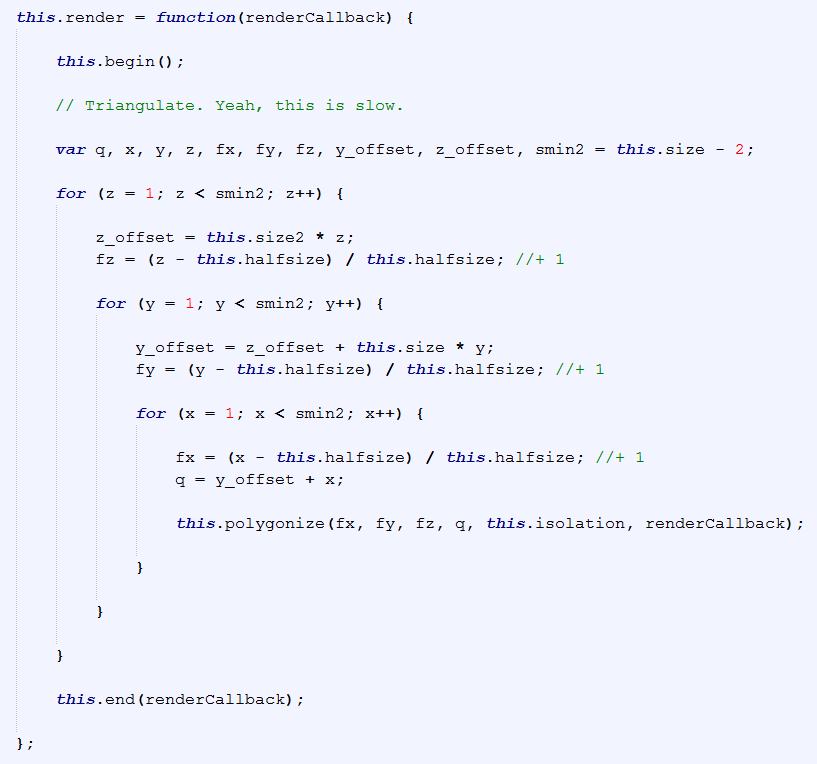 this.render = function(renderCallback) {
this.begin();
// Triangulate. Yeah, this is slow.
var q, x, y, z, fx, fy, fz, y_offset, z_offset, smin2 = this.size - 2;
for (z = 1; z < smin2; z++) {
z_offset = this.size2 * z;
fz = (z - this.halfsize) / this.halfsize; //+ 1
for (y = 1; y < smin2; y++) {
y_offset = z_offset + this.size * y;
fy = (y - this.halfsize) / this.halfsize; //+ 1
for (x = 1; x < smin2; x++) {
fx = (x - this.halfsize) / this.halfsize; //+ 1
q = y_offset + x;
this.polygonize(fx, fy, fz, q, this.isolation, renderCallback);
}
}
}
this.end(renderCallback);
};